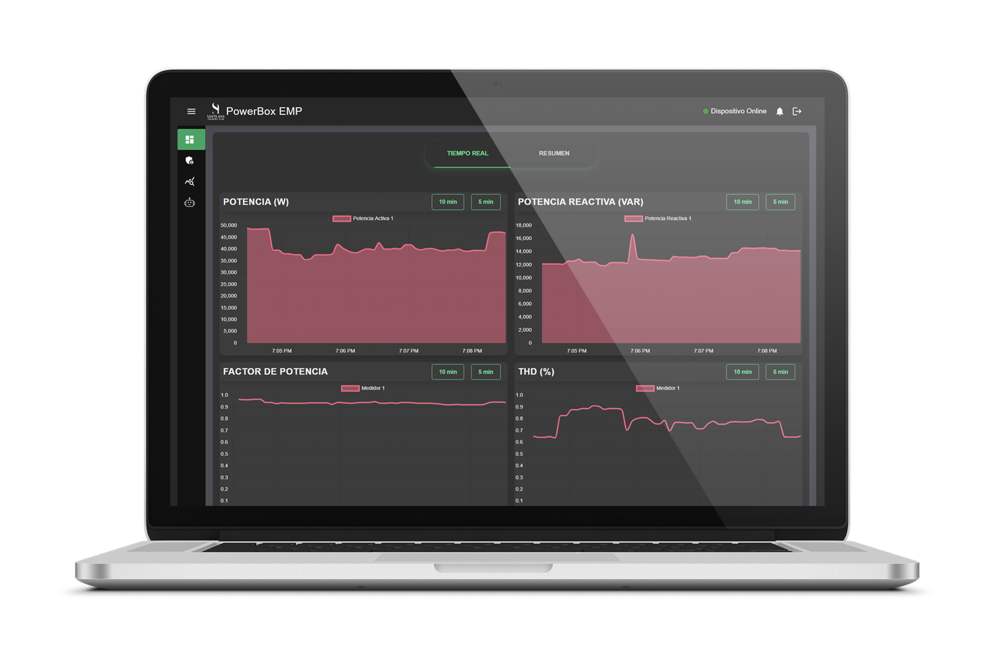 SANTA ANA
COUNTRY CLUB
PowerBox EMP
Dispositivo Online
TIEMPO REAL
RESUMEN
POTENCIA (W)
10 min
5 min
Potencia Activa 1
50,000
45,000
40,000
35,000
30,000
25,000
20,000
15,000
10,000
5,000
0
7:05 PM
7:06 PM
7:07 PM
7:08 PM
POTENCIA REACTIVA (VAR)
10 min
5 min
Potencia Reactiva 1
18,000
16,000
14,000
12,000
10,000
8,000
6,000
4,000
2,000
0
7:05 PM
7:06 PM
7:07 PM
7:08 PM
FACTOR DE POTENCIA
10 min
5 min
Medidor 1
1.0
0.9
0.8
0.7
0.6
0.5
0.4
0.3
0.2
0.1
THD (%)
10 min
5 min
Medidor 1
1.0
0.9
0.8
0.7
0.6
0.5
0.4
0.3
0.2
0.1